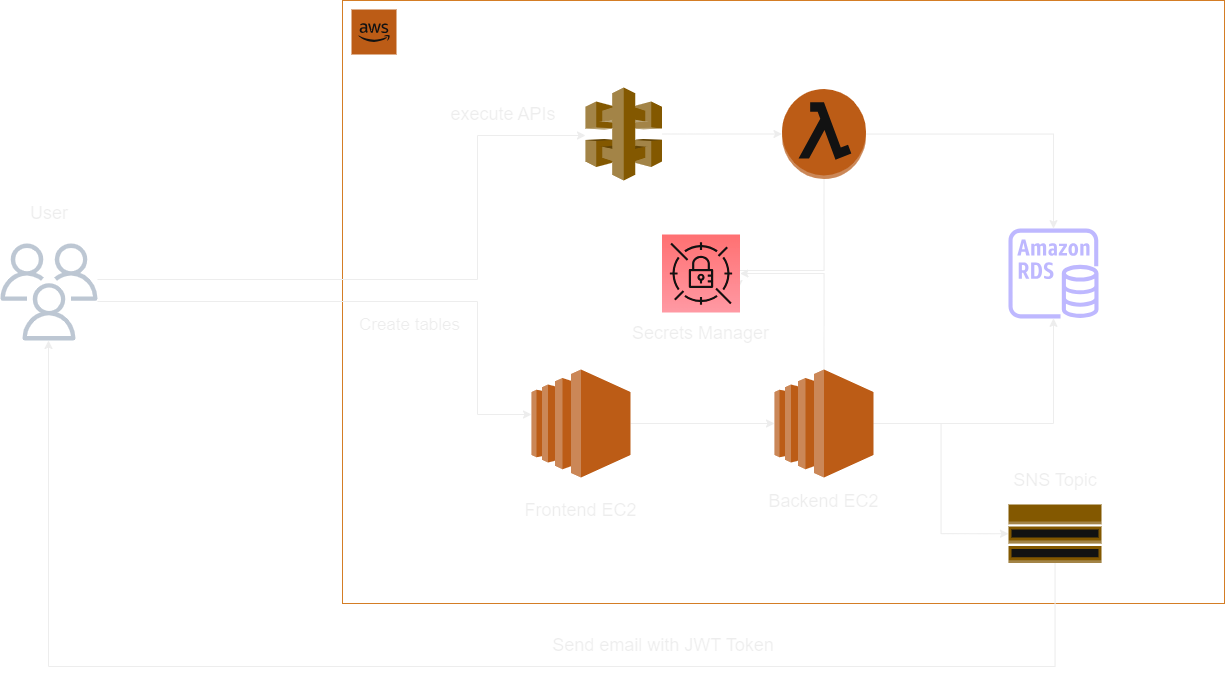 aws
execute APIs
User
Amazon
RDS
Create tables
Secrets Manager
Frontend EC2
Backend EC2
SNS Topic
Send email with JWT Token